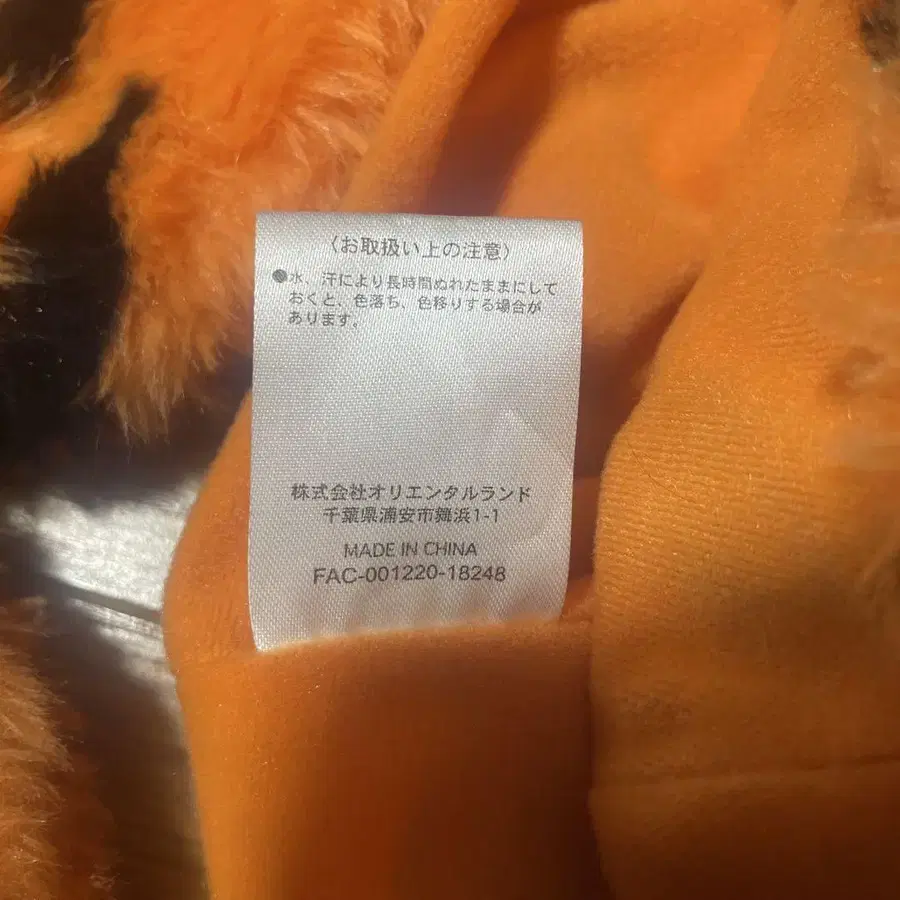 〈お取扱い上の注意〉
●水、汗により長時間ぬれたままにして
おくと、色落ち、色移りする場合が
あります。
株式会社オリエンタルランド
千葉県浦安市舞浜1-1
MADE IN CHINA
FAC-001220-18248